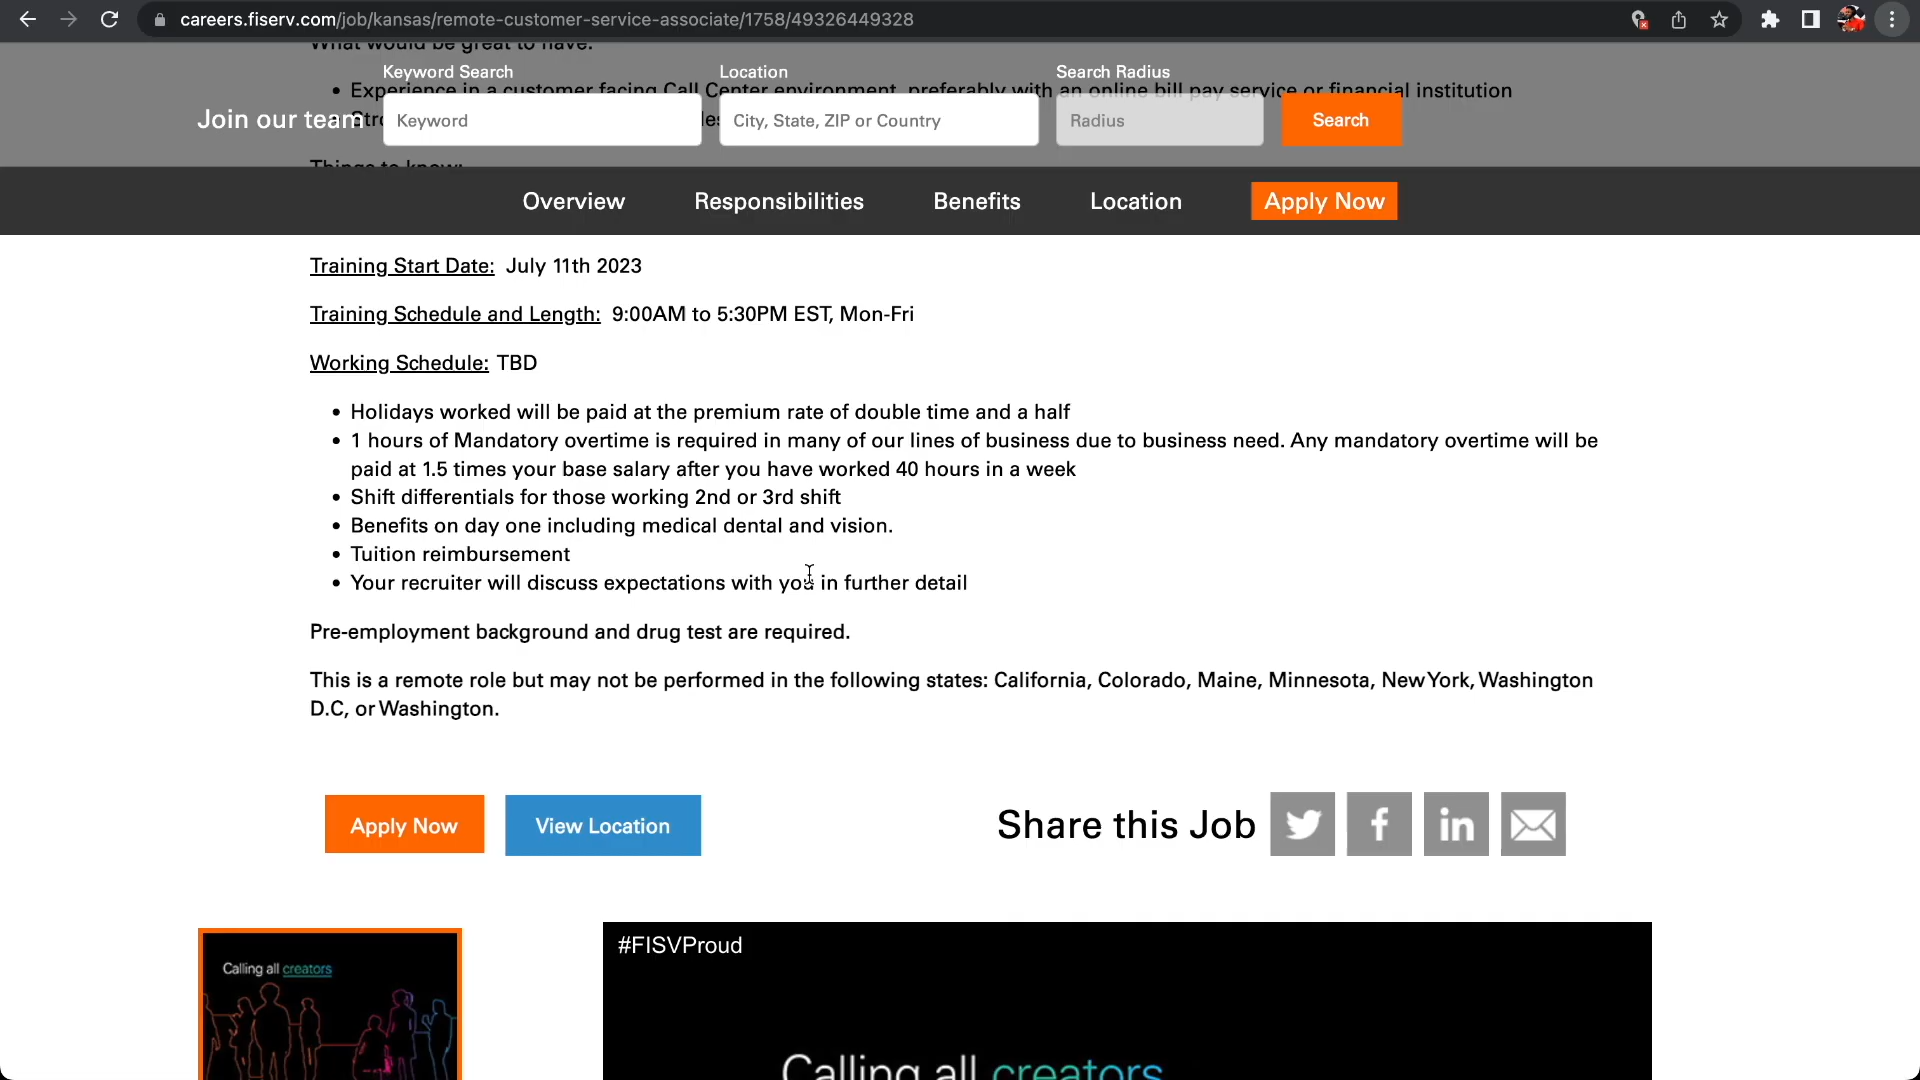 careers.fiserv.com/job/kansas/remote-customer-service-associate/1758/49326449328
What would be great to have:
Keyword Search
Location
Search Radius
• Experience in a customer facing Call Center environment, preferably with an online bill pay service or financial institution
Join our team
Keyword
City, State, ZIP or Country
Radius
Search
Things to know:
Overview
Responsibilities
Benefits
Location
Apply Now
Training Start Date: July 11th 2023
Training Schedule and Length: 9:00AM to 5:30PM EST, Mon-Fri
Working Schedule: TBD
• Holidays worked will be paid at the premium rate of double time and a half
• 1 hours of Mandatory overtime is required in many of our lines of business due to business need. Any mandatory overtime will be
paid at 1.5 times your base salary after you have worked 40 hours in a week
• Shift differentials for those working 2nd or 3rd shift
• Benefits on day one including medical dental and vision.
• Tuition reimbursement
• Your recruiter will discuss expectations with you in further detail
Pre-employment background and drug test are required.
This is a remote role but may not be performed in the following states: California, Colorado, Maine, Minnesota, New York, Washington
D.C, or Washington.
Apply Now
View Location
Share this Job
#FISVProud
Calling all creators
Calling all creators